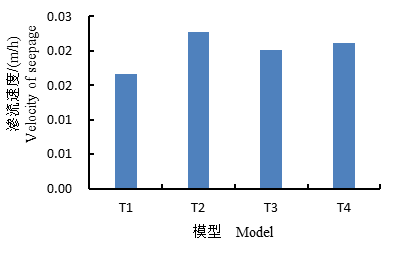 渗流速度/(m/h)
Velocity of seepage
0.03
0.02
0.02
0.01
0.01
0.00
T1 T2 T3 T4
模型 Model